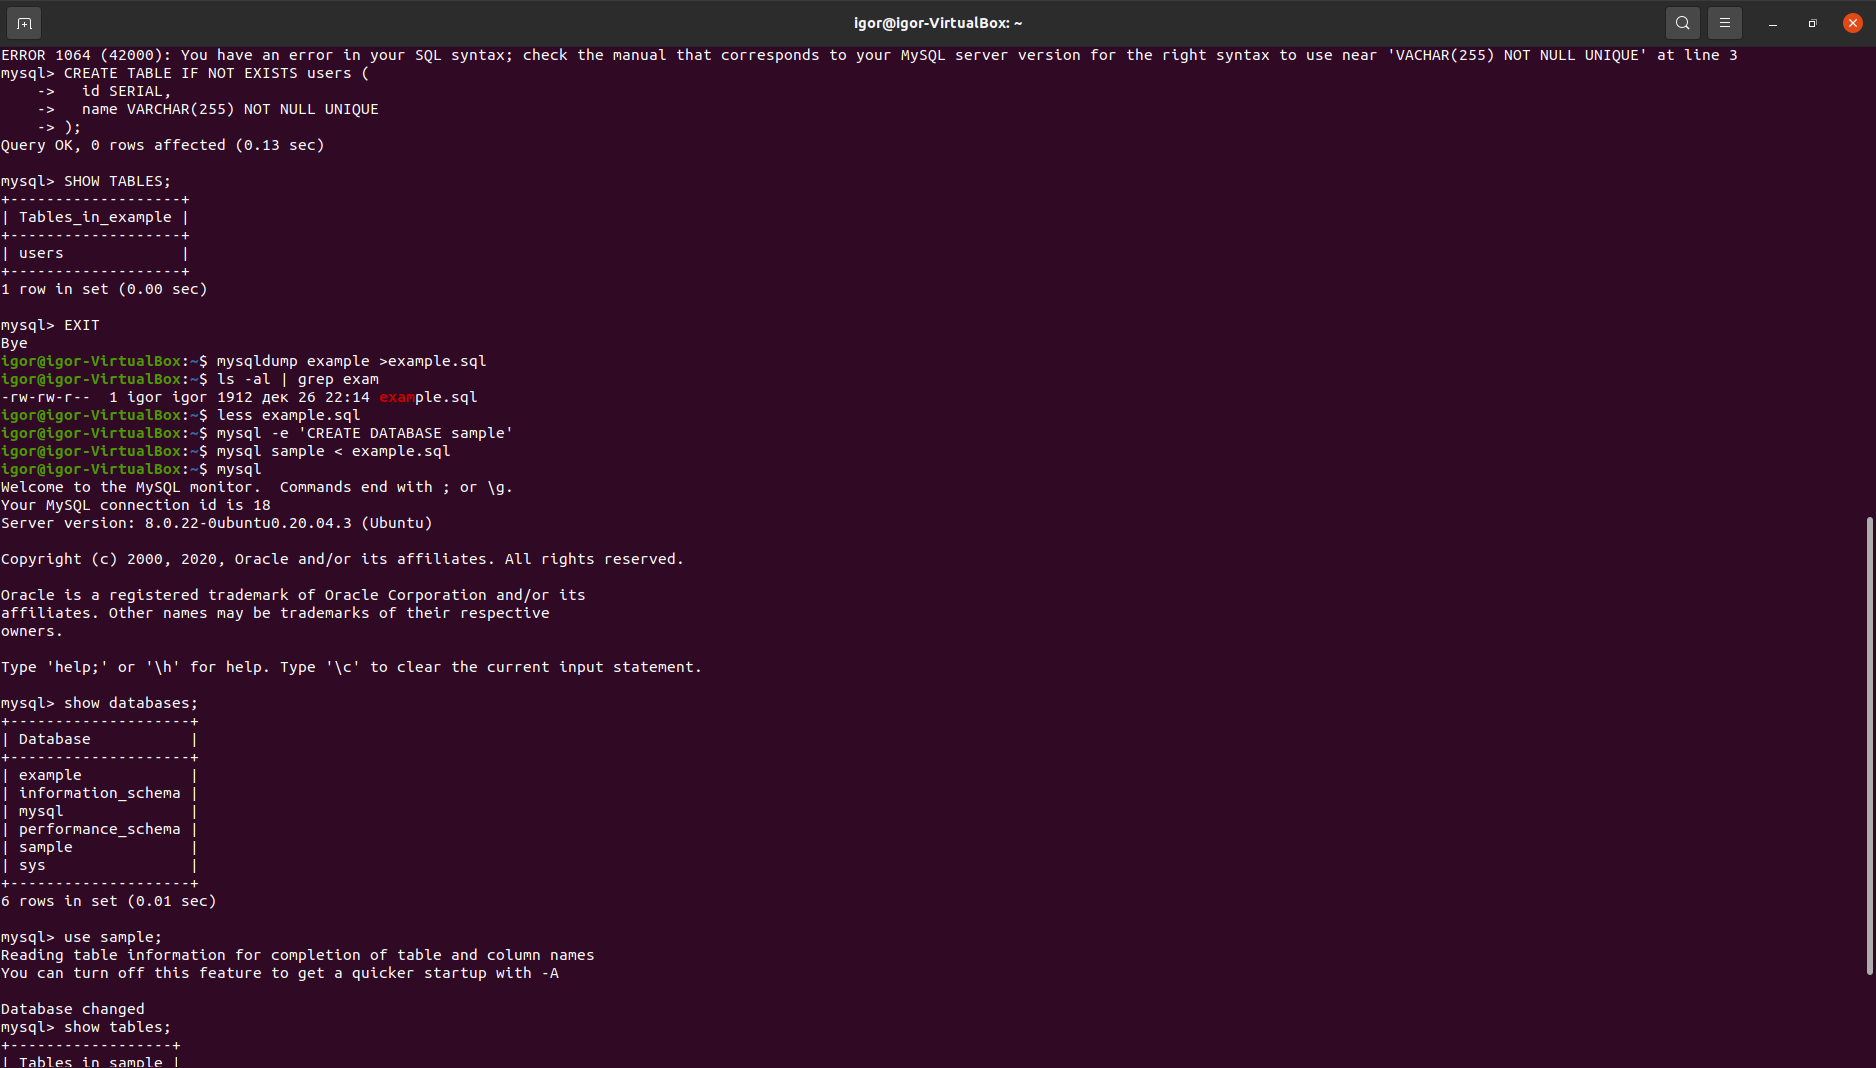 igor@igor-VirtualBox: ~
ERROR 1064 (42000): You have an error in your SQL syntax; check the manual that corresponds to your MySQL server version for the right syntax to use near 'VACHAR(255) NOT NULL UNIQUE' at line 3
mysql> CREATE TABLE IF NOT EXISTS users (
    ->   id SERIAL,
    ->   name VARCHAR(255) NOT NULL UNIQUE
    -> );
Query OK, 0 rows affected (0.13 sec)

mysql> SHOW TABLES;
+-------------------+
| Tables_in_example |
+-------------------+
| users             |
+-------------------+
1 row in set (0.00 sec)

mysql> EXIT
Bye
igor@igor-VirtualBox:~$ mysqldump example >example.sql
igor@igor-VirtualBox:~$ ls -al | grep exam
-rw-rw-r--  1 igor igor 1912 дек 26 22:14 example.sql
igor@igor-VirtualBox:~$ less example.sql
igor@igor-VirtualBox:~$ mysql -e 'CREATE DATABASE sample'
igor@igor-VirtualBox:~$ mysql sample < example.sql
igor@igor-VirtualBox:~$ mysql
Welcome to the MySQL monitor.  Commands end with ; or \g.
Your MySQL connection id is 18
Server version: 8.0.22-0ubuntu0.20.04.3 (Ubuntu)

Copyright (c) 2000, 2020, Oracle and/or its affiliates. All rights reserved.

Oracle is a registered trademark of Oracle Corporation and/or its
affiliates. Other names may be trademarks of their respective
owners.

Type 'help;' or '\h' for help. Type '\c' to clear the current input statement.

mysql> show databases;
+--------------------+
| Database           |
+--------------------+
| example            |
| information_schema |
| mysql              |
| performance_schema |
| sample             |
| sys                |
+--------------------+
6 rows in set (0.01 sec)

mysql> use sample;
Reading table information for completion of table and column names
You can turn off this feature to get a quicker startup with -A

Database changed
mysql> show tables;
+------------------+
| Tables_in_sample |